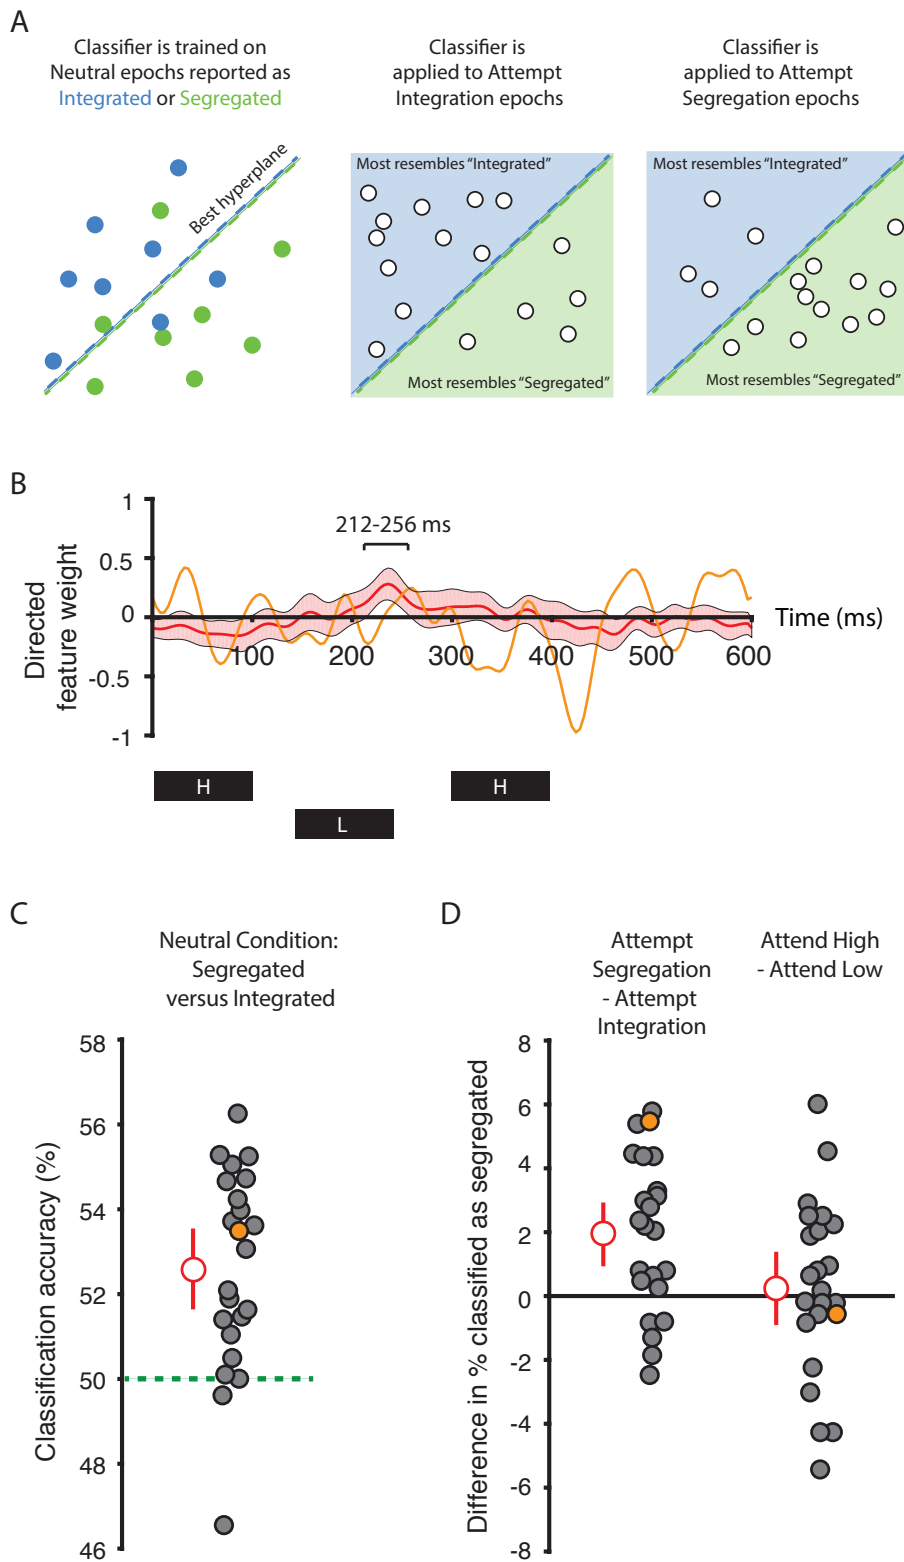 A
Classifier is trained on
Neutral epochs reported as
Integrated or Segregated
Best hyperplane
Classifier is
applied to Attempt
Integration epochs
Most resembles “Integrated”
Most resembles “Segregated”
Classifier is
applied to Attempt
Segregation epochs
Most resembles “Integrated”
Most resembles “Segregated”
B
Directed
feature weight
1
0.5
0
-0.5
-1
212-256 ms
100
200
300
400
500
600
Time (ms)
H
L
H
C
Neutral Condition:
Segregated
versus Integrated
Classification accuracy (%)
58
56
54
52
50
48
46
D
Attempt
Segregation
- Attempt
Integration
Attend High
- Attend Low
Difference in % classified as segregated
8
6
4
2
0
-2
-4
-6
-8